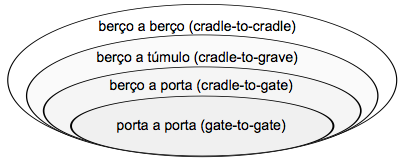 berço a berço (cradle-to-cradle)
berço a túmulo (cradle-to-grave)
berço a porta (cradle-to-gate)
porta a porta (gate-to-gate)